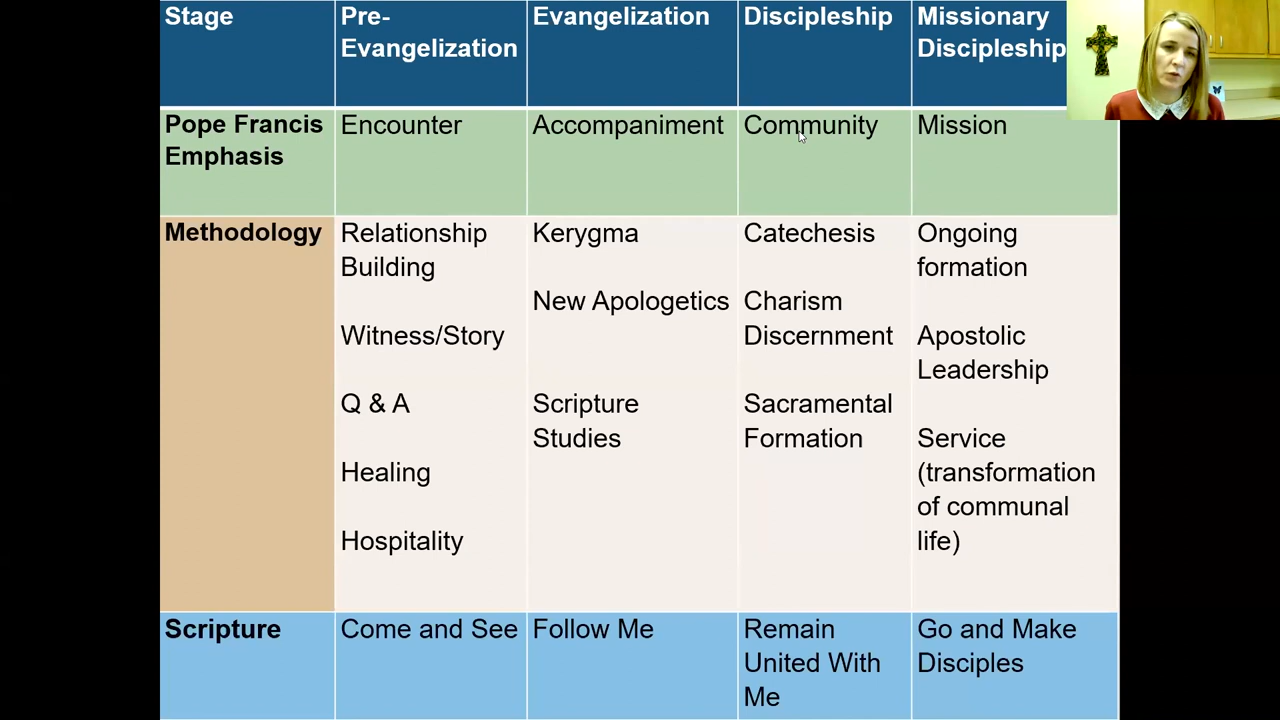 Stage
Pre-
Evangelization
Evangelization
Discipleship
Missionary
Discipleship
Pope Francis
Emphasis
Encounter
Accompaniment
Community
Mission
Methodology
Relationship
Building
Witness/Story
Q & A
Healing
Hospitality
Kerygma
New Apologetics
Scripture
Studies
Catechesis
Charism
Discernment
Sacramental
Formation
Ongoing
formation
Apostolic
Leadership
Service
(transformation
of communal
life)
Scripture
Come and See
Follow Me
Remain
United With
Me
Go and Make
Disciples